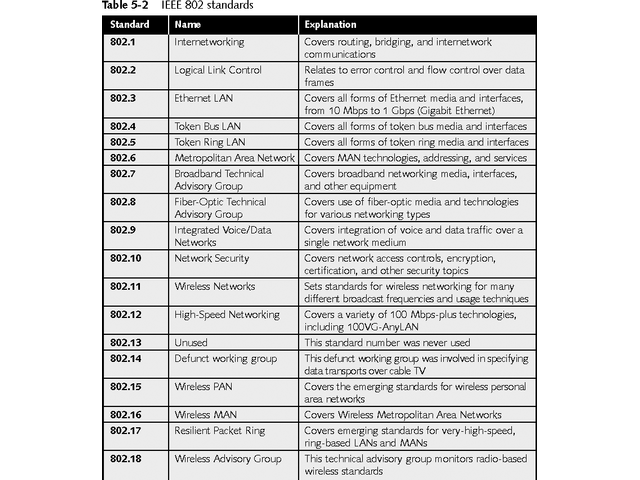 Table 5-2 IEEE 802 standards
Standard Name Explanation
802.1 Internetworking Covers routing, bridging, and internetwork
communications
802.2 Logical Link Control Relates to error control and flow control over data
frames
802.3 Ethernet LAN Covers all forms of Ethernet media and interfaces,
from 10 Mbps to 1 Gbps (Gigabit Ethernet)
802.4 Token Bus LAN Covers all forms of token bus media and interfaces
802.5 Token Ring LAN Covers all forms of token ring media and interfaces
802.6 Metropolitan Area Network Covers MAN technologies, addressing, and services
802.7 Broadband Technical Covers broadband networking media, interfaces,
Advisory Group and other equipment
802.8 Fiber-Optic Technical Covers use of fiber-optic media and technologies
Advisory Group for various networking types
802.9 Integrated Voice/Data Covers integration of voice and data traffic over a
Networks single network medium
802.10 Network Security Covers network access controls, encryption,
certification, and other security topics
802.11 Wireless Networks Sets standards for wireless networking for many
different broadcast frequencies and usage techniques
802.12 High-Speed Networking Covers a variety of 100 Mbps-plus technologies,
including 100VG-AnyLAN
802.13 Unused This standard number was never used
802.14 Defunct working group This defunct working group was involved in specifying
data transports over cable TV
802.15 Wireless PAN Covers the emerging standards for wireless personal
area networks
802.16 Wireless MAN Covers Wireless Metropolitan Area Networks
802.17 Resilient Packet Ring Covers emerging standards for very-high-speed,
ring-based LANs and MANs
802.18 Wireless Advisory Group This technical advisory group monitors radio-based
wireless standards